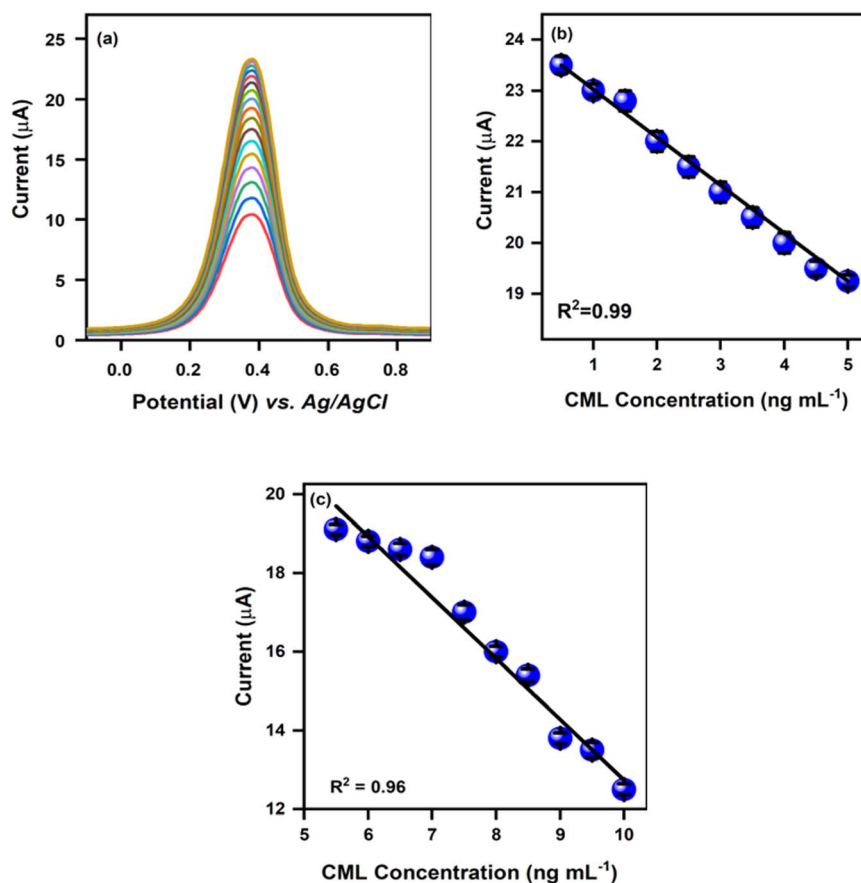 (a)
25
20
15
10
5
0
Current (μA)
0.0 0.2 0.4 0.6 0.8
Potential (V) vs. Ag/AgCl
(b)
24
23
22
21
20
19
Current (μA)
R²=0.99
1 2 3 4 5
CML Concentration (ng mL⁻¹)
(c)
20
18
16
14
12
Current (μA)
R² = 0.96
5 6 7 8 9 10
CML Concentration (ng mL⁻¹)